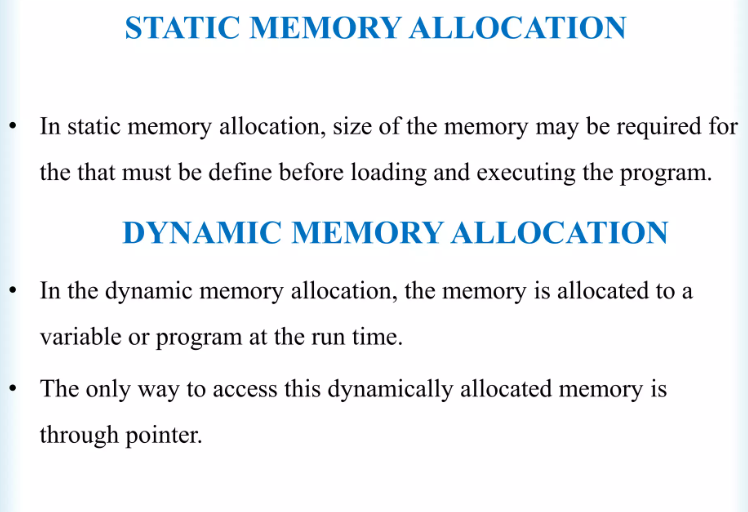 STATIC MEMORY ALLOCATION
• In static memory allocation, size of the memory may be required for
the that must be define before loading and executing the program.
DYNAMIC MEMORY ALLOCATION
• In the dynamic memory allocation, the memory is allocated to a
variable or program at the run time.
• The only way to access this dynamically allocated memory is
through pointer.